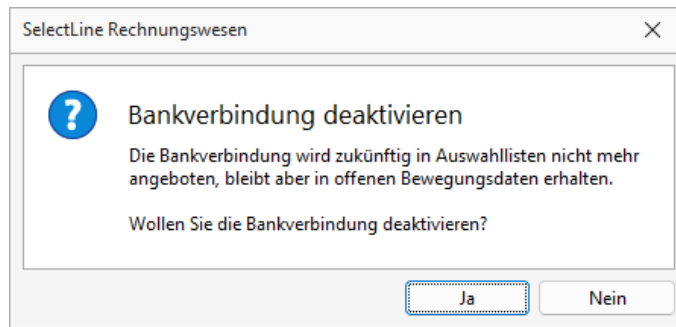 SelectLine Rechnungswesen
?
Bankverbindung deaktivieren
Die Bankverbindung wird zukünftig in Auswahllisten nicht mehr
angeboten, bleibt aber in offenen Bewegungsdaten erhalten.
Wollen Sie die Bankverbindung deaktivieren?
Ja
Nein